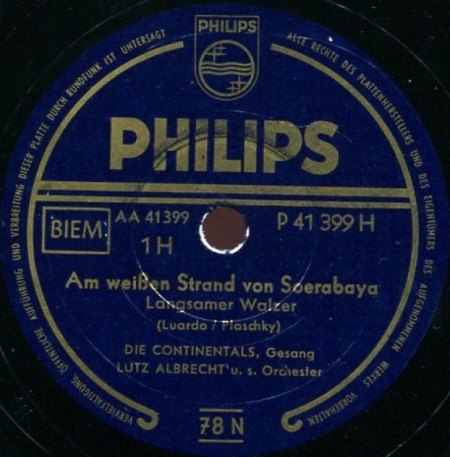 PHILIPS
PHILIPS
BIEM
AA 41399
P 41 399 H
1 H
Am weißen Strand von Soerabaya
Langsamer Walzer
(Luardo / Plaschky)
DIE CONTINENTALS, Gesang
LUTZ ALBRECHT u. s. Orchester
78 N
ALLE RECHTE DES PLATTENHERSTELLERS UND DES EIGENTÜMERS DES AUFGENOMMENEN WERKES VORBEHALTEN.
VERVIELFÄLTIGUNG, ÖFFENTLICHE AUFFÜHRUNG UND VERBREITUNG DIESER PLATTE DURCH RUNDFUNK IST UNTERSAGT